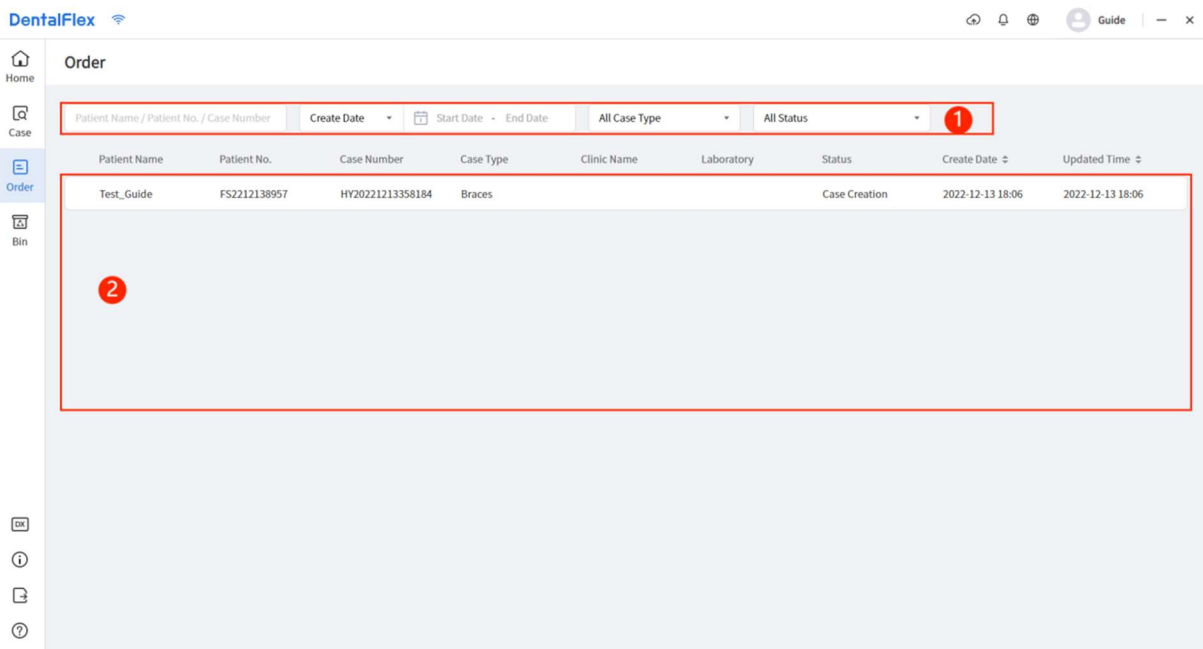 DentalFlex
Guide
Home
Case
Order
Bin
DX
Order
Patient Name / Patient No. / Case Number Create Date Start Date - End Date All Case Type All Status 1
Patient Name Patient No. Case Number Case Type Clinic Name Laboratory Status Create Date Updated Time
Test_Guide FS2212138957 HY20221213358184 Braces Case Creation 2022-12-13 18:06 2022-12-13 18:06
2